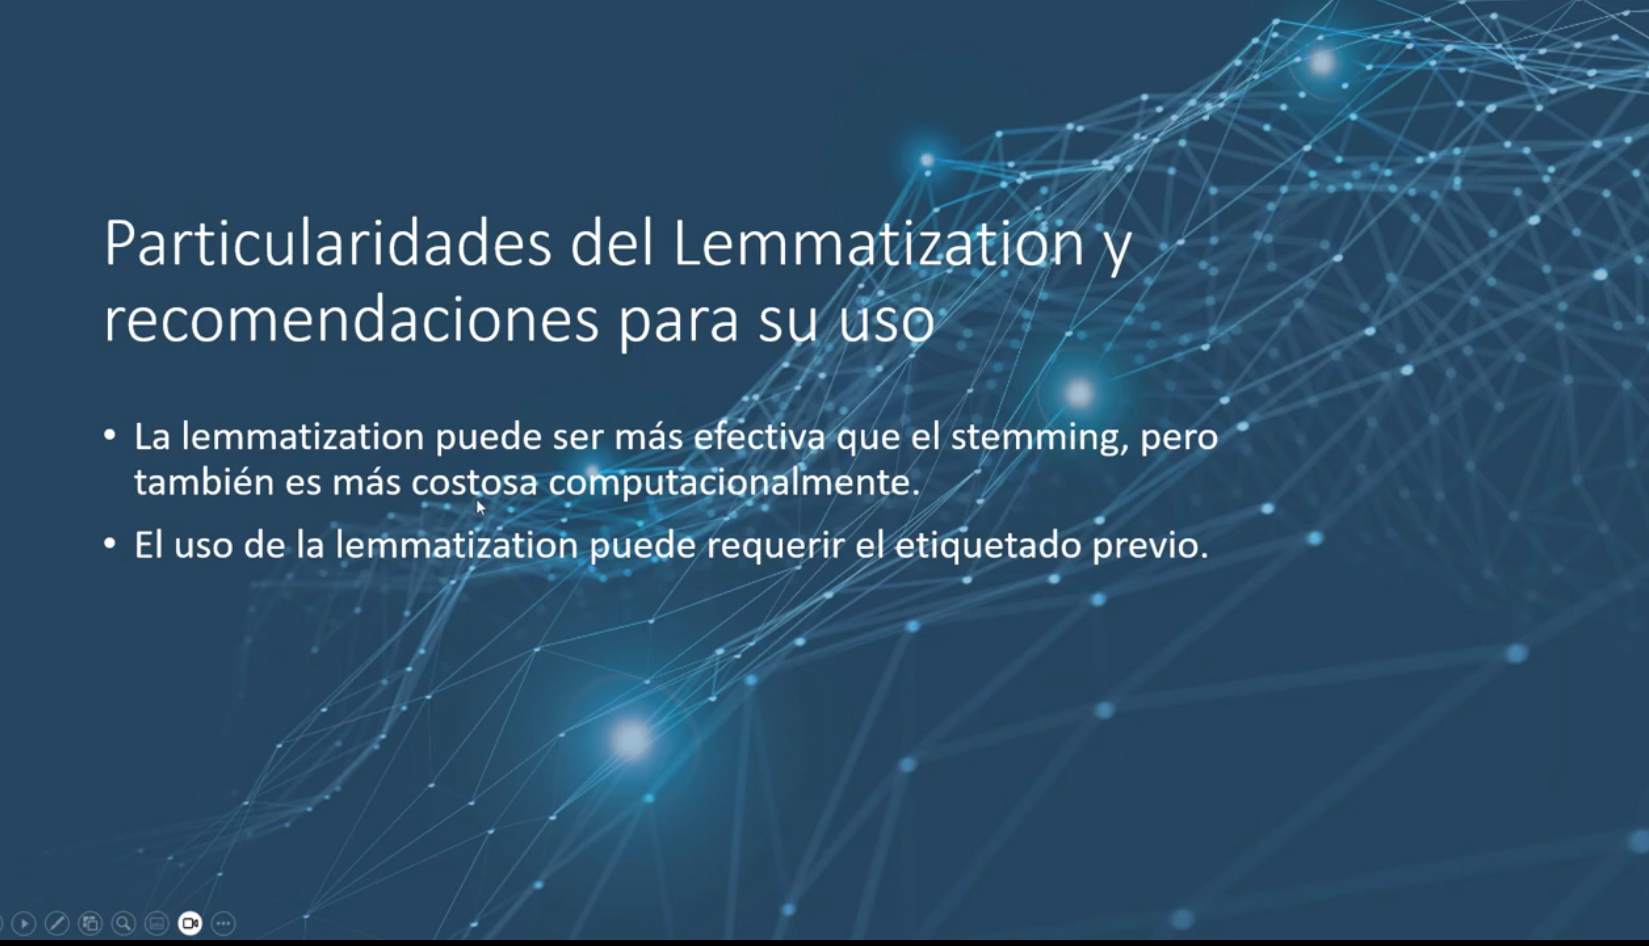 Particularidades del Lemmatization y
recomendaciones para su uso
• La lemmatization puede ser más efectiva que el stemming, pero
también es más costosa computacionalmente.
• El uso de la lemmatization puede requerir el etiquetado previo.